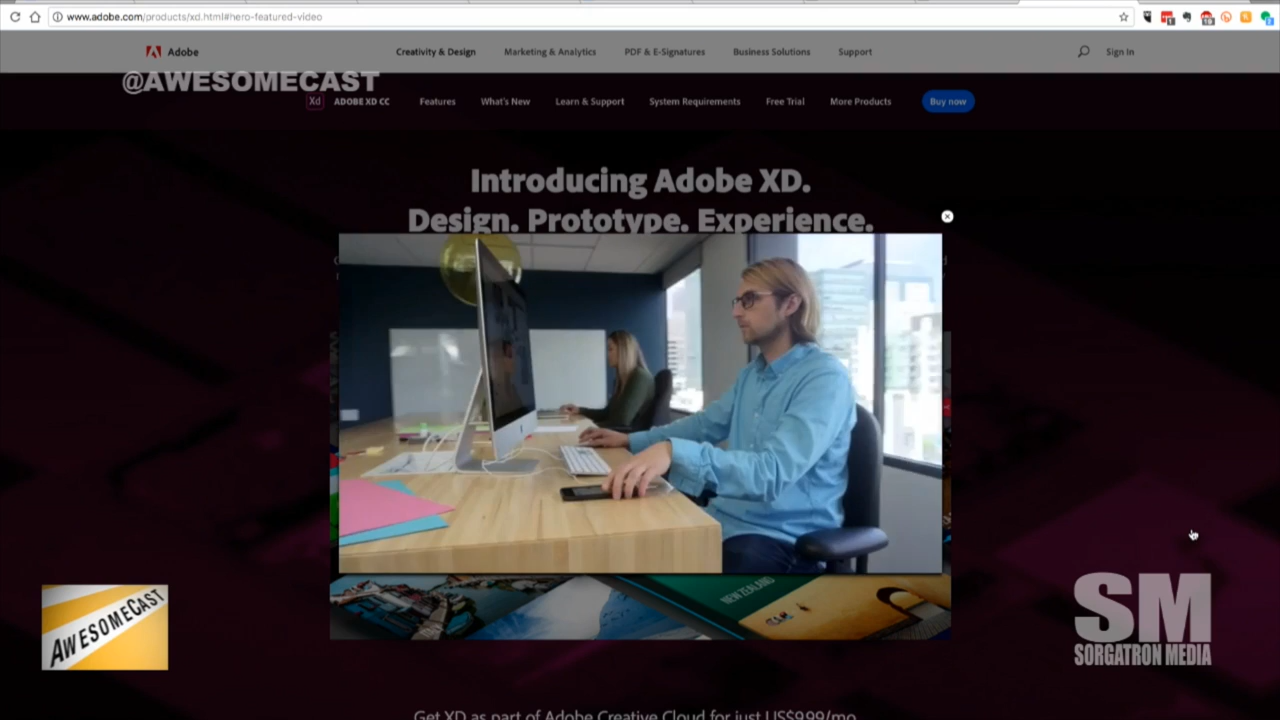 www.adobe.com/products/xd.html#hero-featured-video
Adobe
Creativity & Design
Marketing & Analytics
PDF & E-Signatures
Business Solutions
Support
Sign In
@AWESOMECAST
Xd
ADOBE XD CC
Features
What's New
Learn & Support
System Requirements
Free Trial
More Products
Buy now
Introducing Adobe XD.
Design. Prototype. Experience.
NEW ZEALAND
AWESOMECAST
SM
SORGATRON MEDIA
Get XD as part of Adobe Creative Cloud for just US$9.99/mo